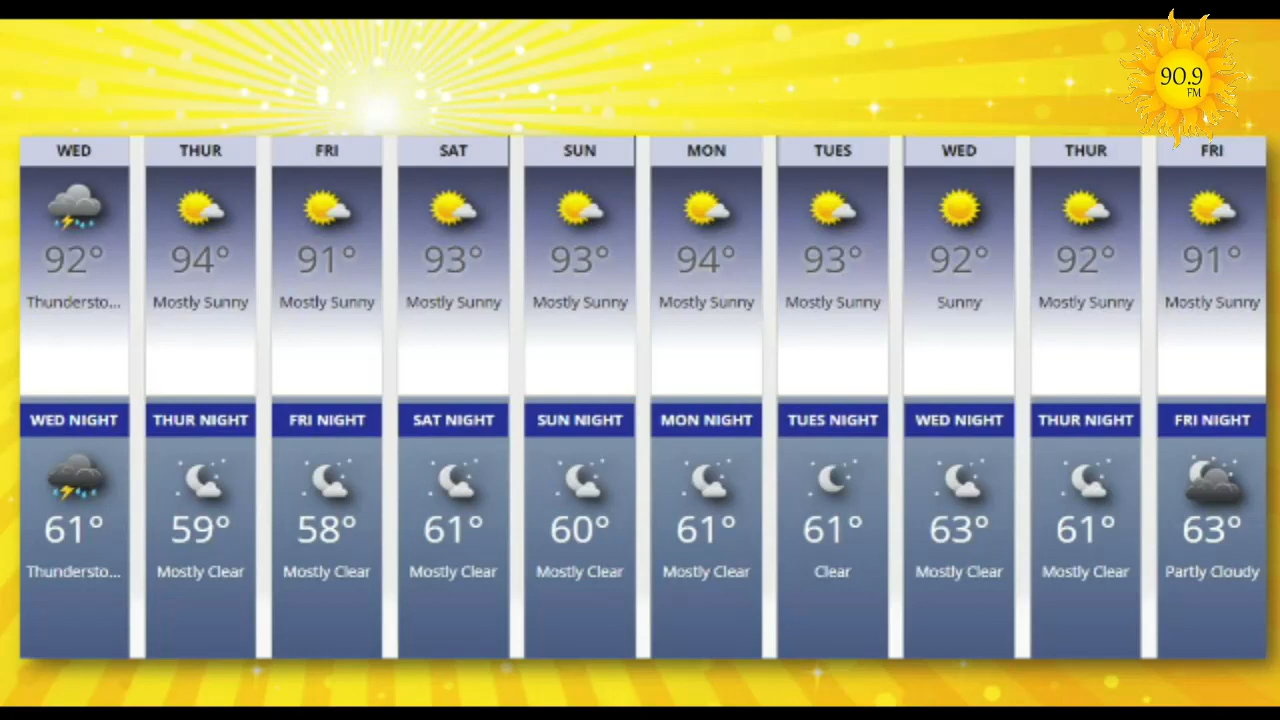 90.9
FM
WED THUR FRI SAT SUN MON TUES WED THUR FRI
92° 94° 91° 93° 93° 94° 93° 92° 92° 91°
Thundersto... Mostly Sunny Mostly Sunny Mostly Sunny Mostly Sunny Mostly Sunny Mostly Sunny Sunny Mostly Sunny Mostly Sunny
WED NIGHT THUR NIGHT FRI NIGHT SAT NIGHT SUN NIGHT MON NIGHT TUES NIGHT WED NIGHT THUR NIGHT FRI NIGHT
61° 59° 58° 61° 60° 61° 61° 63° 61° 63°
Thundersto... Mostly Clear Mostly Clear Mostly Clear Mostly Clear Mostly Clear Clear Mostly Clear Mostly Clear Partly Cloudy